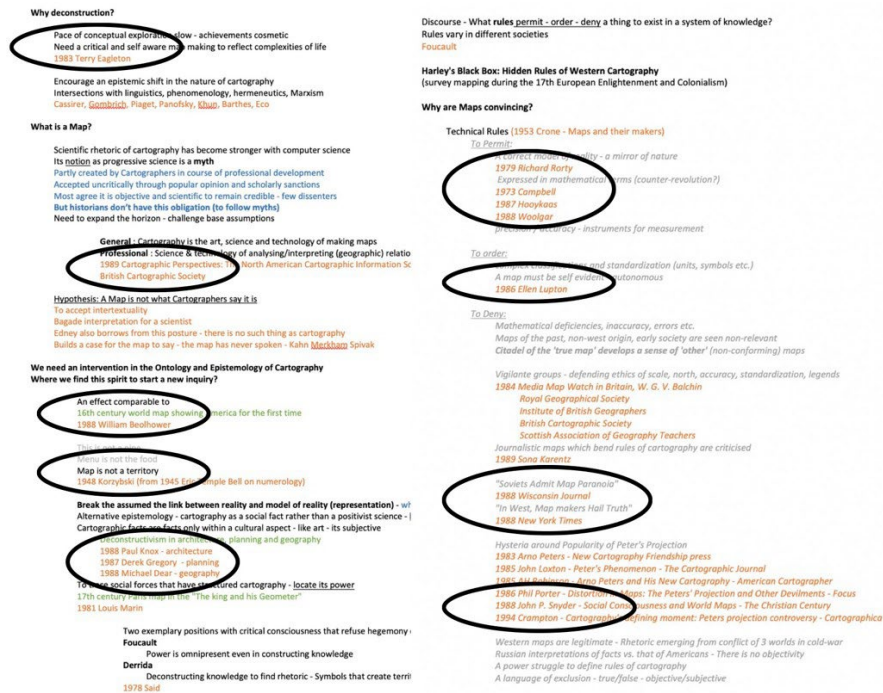 Why deconstruction?
Pace of conceptual exploration slow - achievements cosmetic
Need a critical and self aware map making to reflect complexities of life
1983 Terry Eagleton
Encourage an epistemic shift in the nature of cartography
Intersections with linguistics, phenomenology, hermeneutics, Marxism
Cassirer, Gombrich, Piaget, Panofsky, Khun, Barthes, Eco
What is a Map?
Scientific rhetoric of cartography has become stronger with computer science
Its notion as progressive science is a myth
Partly created by Cartographers in course of professional development
Accepted uncritically through popular opinion and scholarly sanctions
Most agree it is objective and scientific to remain credible - few dissenters
But historians don't have this obligation (to follow myths)
Need to expand the horizon - challenge base assumptions
General : Cartography is the art, science and technology of making maps
Professional : Science & technology of analysing/interpreting (geographic) relatio
1989 Cartographic Perspectives: The North American Cartographic Information Sc
British Cartographic Society
Hypothesis: A Map is not what Cartographers say it is
To accept intertextuality
Bagade interpretation for a scientist
Edney also borrows from this posture - there is no such thing as cartography
Builds a case for the map to say - the map has never spoken - Kahn Merkham Spivak
We need an intervention in the Ontology and Epistemology of Cartography
Where we find this spirit to start a new inquiry?
An effect comparable to
16th century world map showing America for the first time
1988 William Beolhower
This is not a pipe
Menu is not the food
Map is not a territory
1948 Korzybski (from 1945 Eric Temple Bell on numerology)
Break the assumed the link between reality and model of reality (representation) - wh
Alternative epistemology - cartography as a social fact rather than a positivist science -
Cartographic facts are facts only within a cultural aspect - like art - its subjective
Deconstructivism in architecture, planning and geography
1988 Paul Knox - architecture
1987 Derek Gregory - planning
1988 Michael Dear - geography
To trace social forces that have structured cartography - locate its power
17th century Paris map in the "The king and his Geometer"
1981 Louis Marin
Two exemplary positions with critical consciousness that refuse hegemony
Foucault
Power is omnipresent even in constructing knowledge
Derrida
Deconstructing knowledge to find rhetoric - Symbols that create territ
1978 Said
Discourse - What rules permit - order - deny a thing to exist in a system of knowledge?
Rules vary in different societies
Foucault
Harley's Black Box: Hidden Rules of Western Cartography
(survey mapping during the 17th European Enlightenment and Colonialism)
Why are Maps convincing?
Technical Rules (1953 Crone - Maps and their makers)
To Permit:
A correct model of reality - a mirror of nature
1979 Richard Rorty
Expressed in mathematical terms (counter-revolution?)
1973 Campbell
1987 Hooykaas
1988 Woolgar
precision/accuracy - instruments for measurement
To order:
Complex classifications and standardization (units, symbols etc.)
A map must be self evident autonomous
1986 Ellen Lupton
To Deny:
Mathematical deficiencies, inaccuracy, errors etc.
Maps of the past, non-west origin, early society are seen non-relevant
Citadel of the 'true map' develops a sense of 'other' (non-conforming) maps
Vigilante groups - defending ethics of scale, north, accuracy, standardization, legends
1984 Media Map Watch in Britain, W. G. V. Balchin
Royal Geographical Society
Institute of British Geographers
British Cartographic Society
Scottish Association of Geography Teachers
Journalistic maps which bend rules of cartography are criticised
1989 Sona Karentz
"Soviets Admit Map Paranoia"
1988 Wisconsin Journal
"In West, Map makers Hail Truth"
1988 New York Times
Hysteria around Popularity of Peter's Projection
1983 Arno Peters - New Cartography Friendship press
1985 John Loxton - Peter's Phenomenon - The Cartographic Journal
1985 AH Robinson - Arno Peters and His New Cartography - American Cartographer
1986 Phil Porter - Distortion in Maps: The Peters' Projection and Other Devilments - Focus
1988 John P. Snyder - Social Consciousness and World Maps - The Christian Century
1994 Crampton - Cartography's defining moment: Peters projection controversy - Cartographica
Western maps are legitimate - Rhetoric emerging from conflict of 3 worlds in cold-war
Russian interpretations of facts vs. that of Americans - There is no objectivity
A power struggle to define rules of cartography
A language of exclusion - true/false - objective/subjective